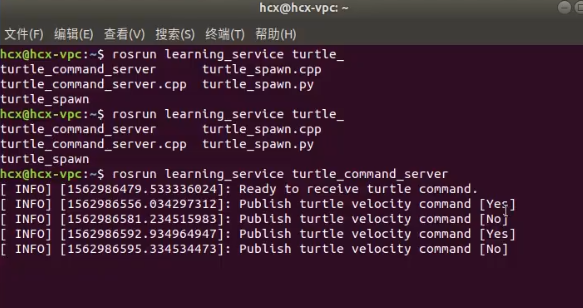 hcx@hcx-vpc: ~
文件(F) 编辑(E) 查看(V) 搜索(S) 终端(T) 帮助(H)
hcx@hcx-vpc:~$ rosrun learning_service turtle_
turtle_command_server turtle_spawn.cpp
turtle_command_server.cpp turtle_spawn.py
turtle_spawn
hcx@hcx-vpc:~$ rosrun learning_service turtle_
turtle_command_server turtle_spawn.cpp
turtle_command_server.cpp turtle_spawn.py
turtle_spawn
hcx@hcx-vpc:~$ rosrun learning_service turtle_command_server
[ INFO] [1562986479.533336024]: Ready to receive turtle command.
[ INFO] [1562986556.034297312]: Publish turtle velocity command [Yes]
[ INFO] [1562986581.234515983]: Publish turtle velocity command [No]
[ INFO] [1562986592.934964947]: Publish turtle velocity command [Yes]
[ INFO] [1562986595.334534473]: Publish turtle velocity command [No]